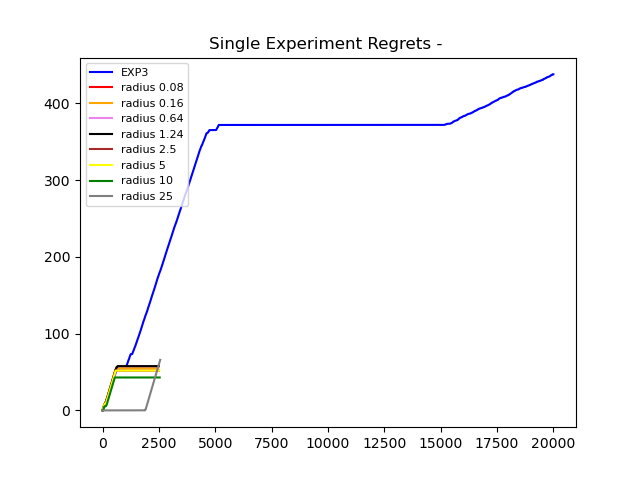 Single Experiment Regrets -
EXP3
radius 0.08
radius 0.16
radius 0.64
radius 1.24
radius 2.5
radius 5
radius 10
radius 25
400
300
200
100
0
0 2500 5000 7500 10000 12500 15000 17500 20000